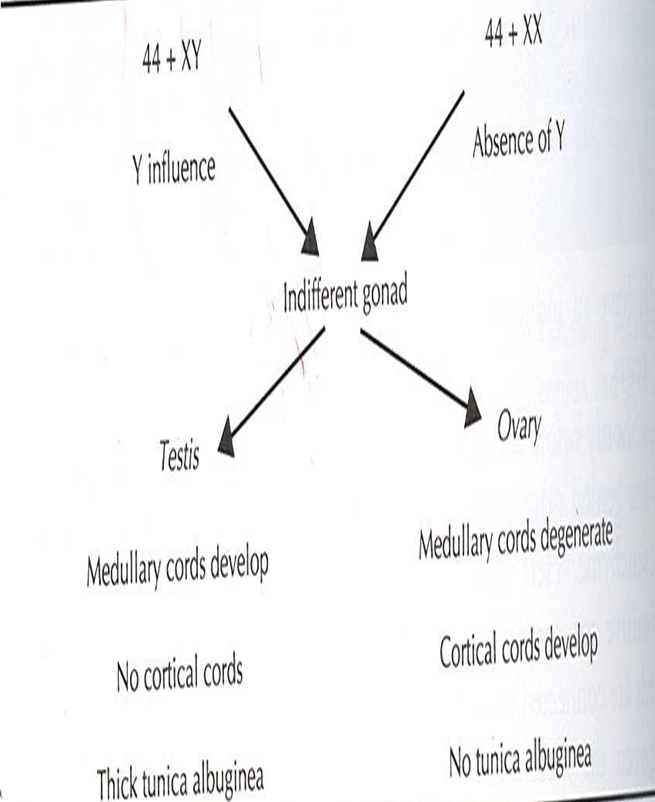 44 + XY
44 + XX
Y influence
Absence of Y
Indifferent gonad
Testis
Ovary
Medullary cords develop
Medullary cords degenerate
No cortical cords
Cortical cords develop
Thick tunica albuginea
No tunica albuginea